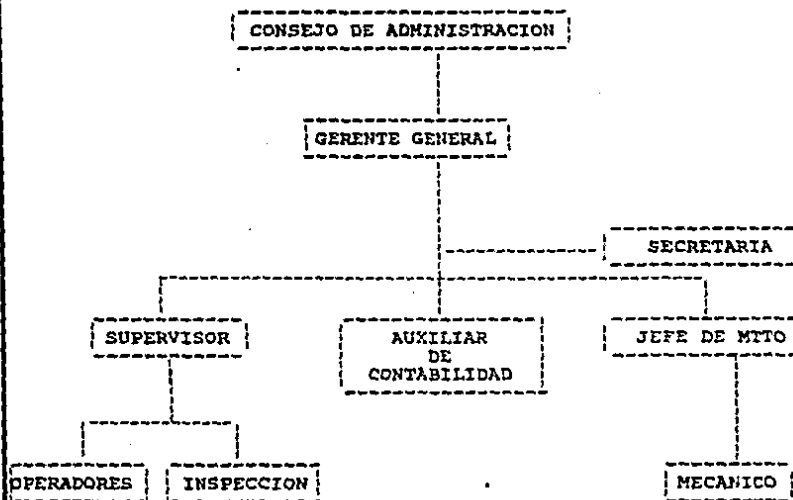 CONSEJO DE ADMINISTRACION
GERENTE GENERAL
SECRETARIA
SUPERVISOR
AUXILIAR
DE
CONTABILIDAD
JEFE DE MTTO
OPERADORES
INSPECCION
MECANICO